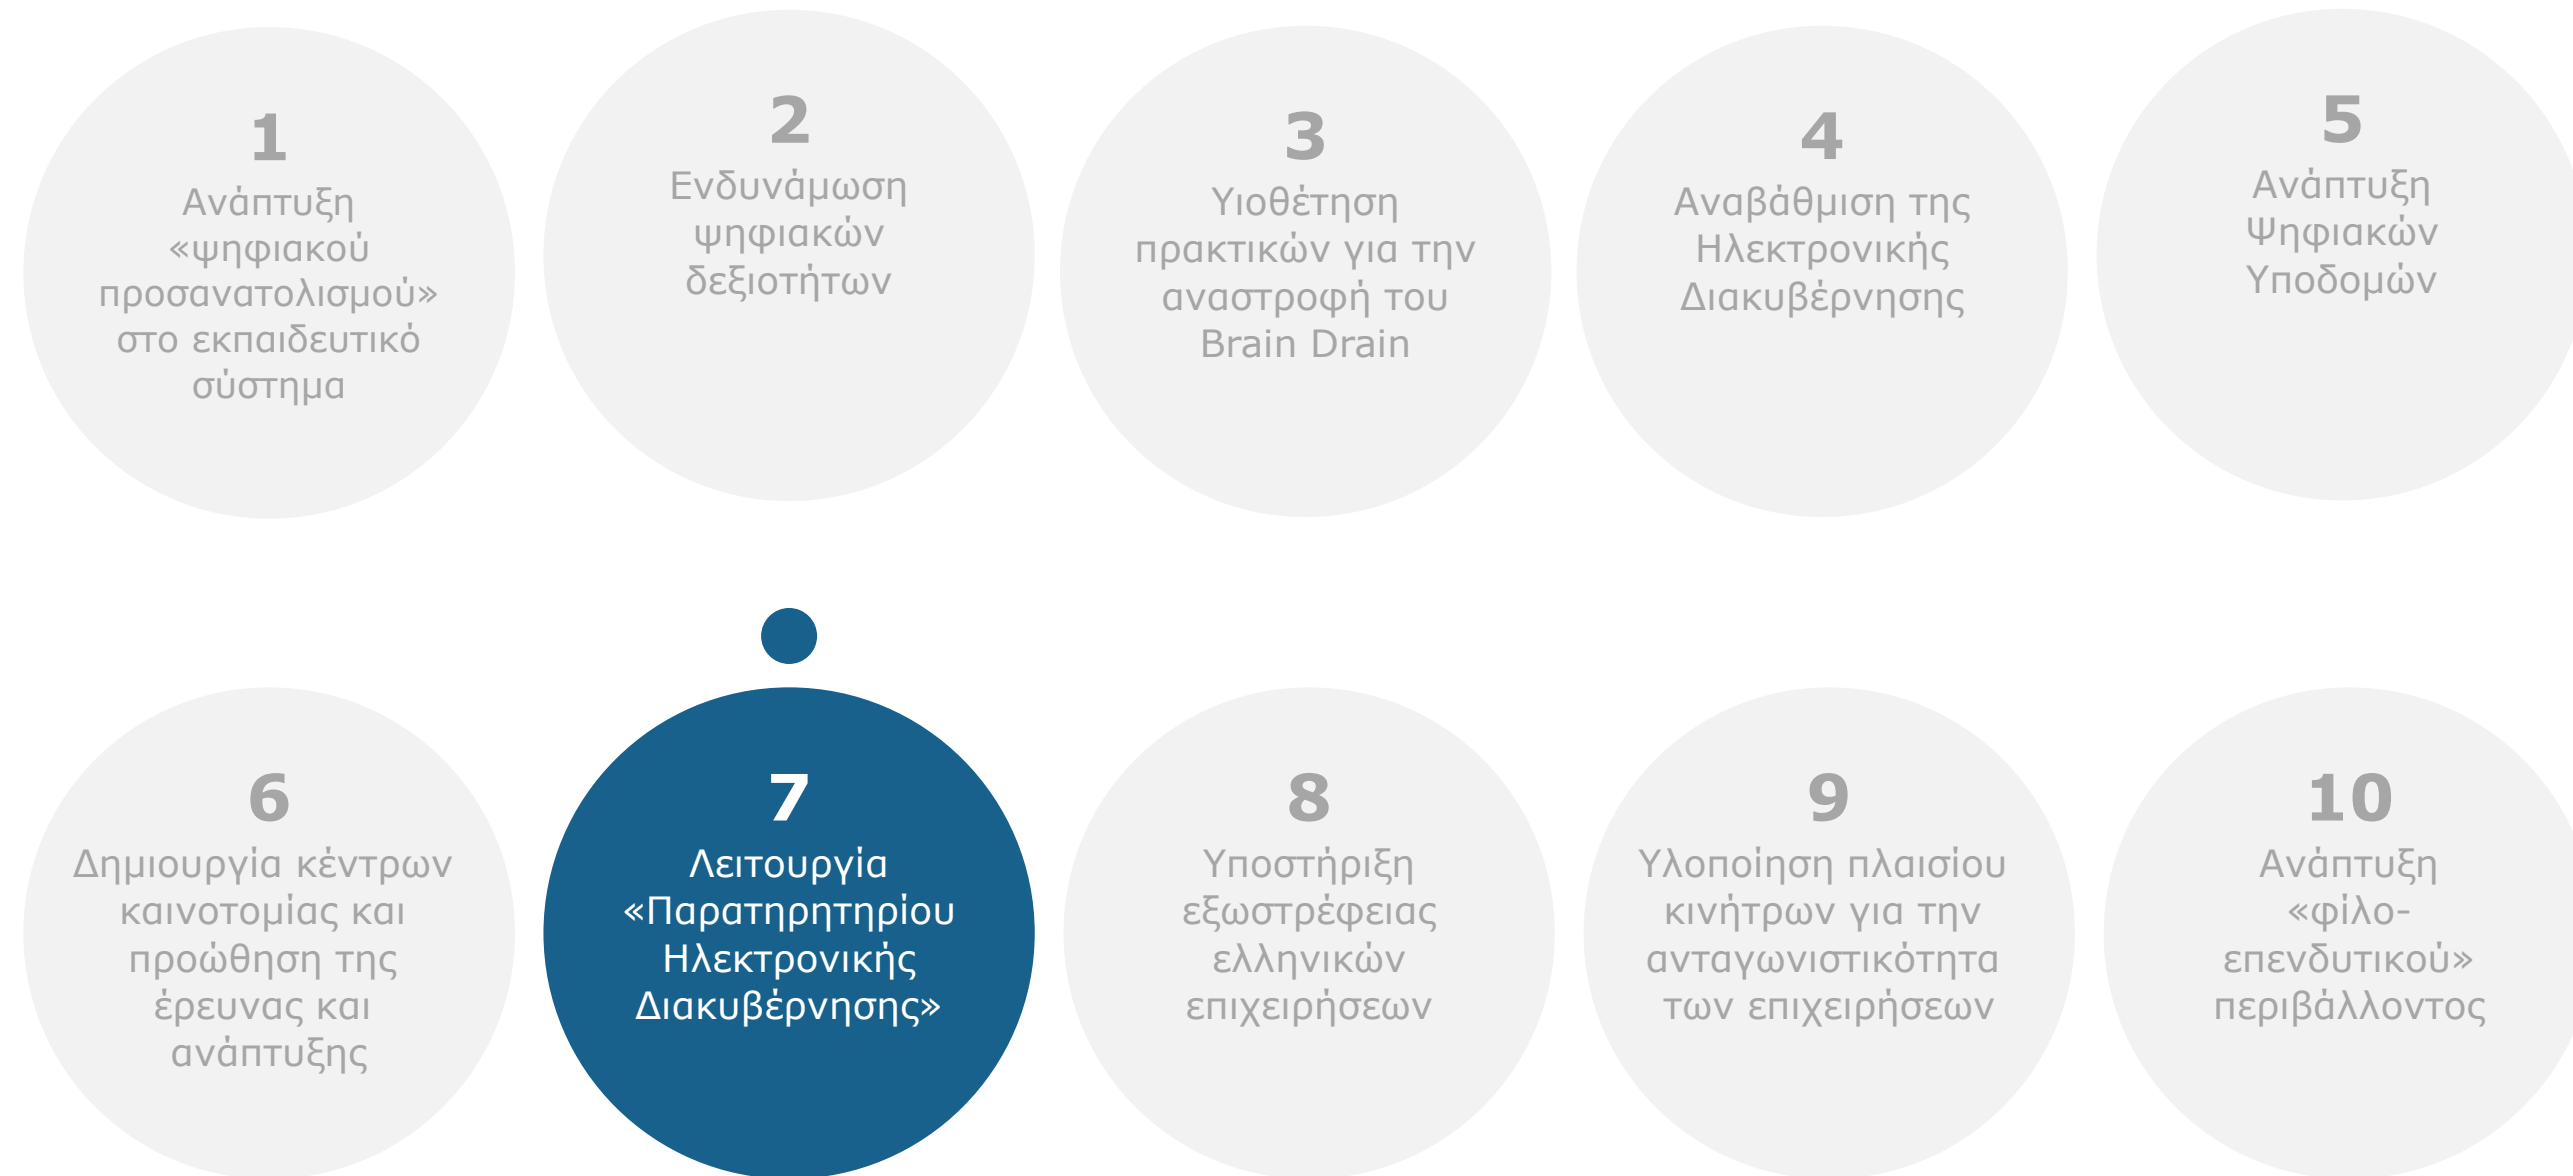 1
Ανάπτυξη
«ψηφιακού
προσανατολισμού»
στο εκπαιδευτικό
σύστημα
2
Ενδυνάμωση
ψηφιακών
δεξιοτήτων
3
Υιοθέτηση
πρακτικών για την
αναστροφή του
Brain Drain
4
Αναβάθμιση της
Ηλεκτρονικής
Διακυβέρνησης
5
Ανάπτυξη
Ψηφιακών
Υποδομών
6
Δημιουργία κέντρων
καινοτομίας και
προώθηση της
έρευνας και
ανάπτυξης
7
Λειτουργία
«Παρατηρητηρίου
Ηλεκτρονικής
Διακυβέρνησης»
8
Υποστήριξη
εξωστρέφειας
ελληνικών
επιχειρήσεων
9
Υλοποίηση πλαισίου
κινήτρων για την
ανταγωνιστικότητα
των επιχειρήσεων
10
Ανάπτυξη
«φίλο-
επενδυτικού»
περιβάλλοντος